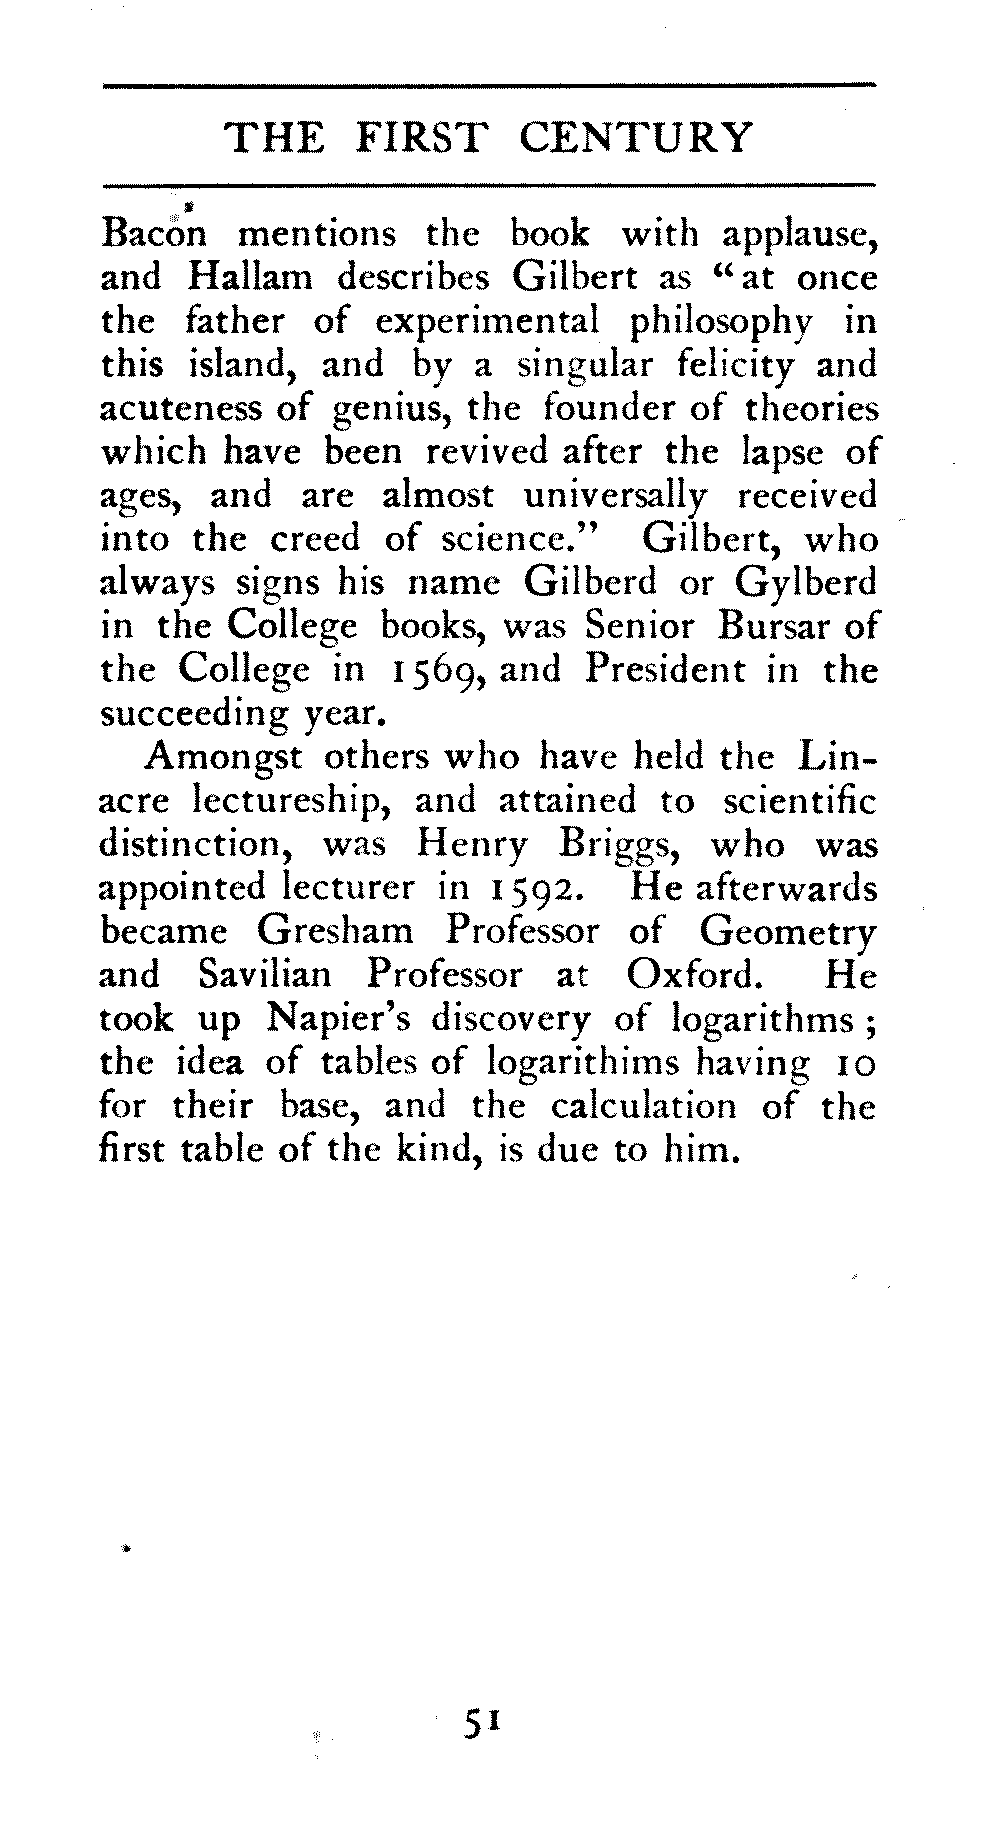 THE FIRST CENTURY
Bacon mentions the book with applause,
and Hallam describes Gilbert as “at once
the father of experimental philosophy in
this island, and by a singular felicity and
acuteness of genius, the founder of theories
which have been revived after the lapse of
ages, and are almost universally received
into the creed of science.” Gilbert, who
always signs his name Gilberd or Gylberd
in the College books, was Senior Bursar of
the College in 1569, and President in the
succeeding year.
Amongst others who have held the Lin-
acre lectureship, and attained to scientific
distinction, was Henry Briggs, who was
appointed lecturer in 1592. He afterwards
became Gresham Professor of Geometry
and Savilian Professor at Oxford. He
took up Napier's discovery of logarithms ;
the idea of tables of logarithims having 10
for their base, and the calculation of the
first table of the kind, is due to him.
51